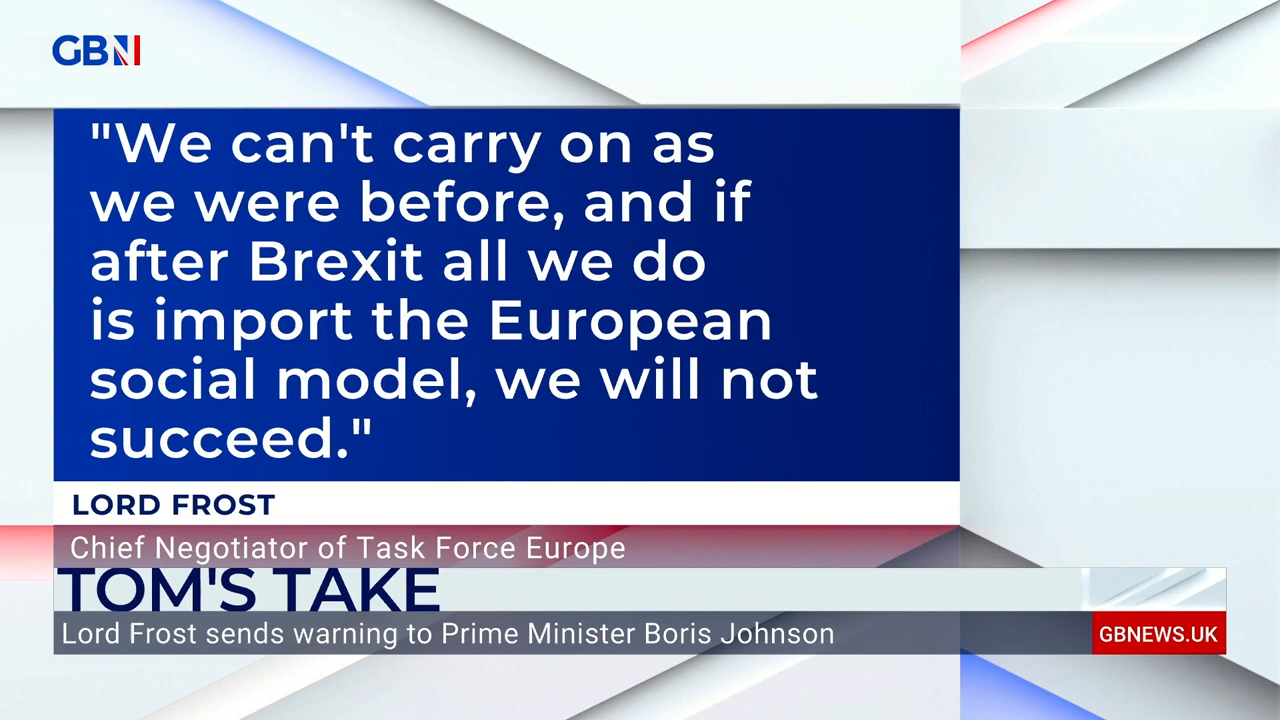 GBN
"We can't carry on as
we were before, and if
after Brexit all we do
is import the European
social model, we will not
succeed."
LORD FROST
Chief Negotiator of Task Force Europe
TOM'S TAKE
Lord Frost sends warning to Prime Minister Boris Johnson
GBNEWS.UK